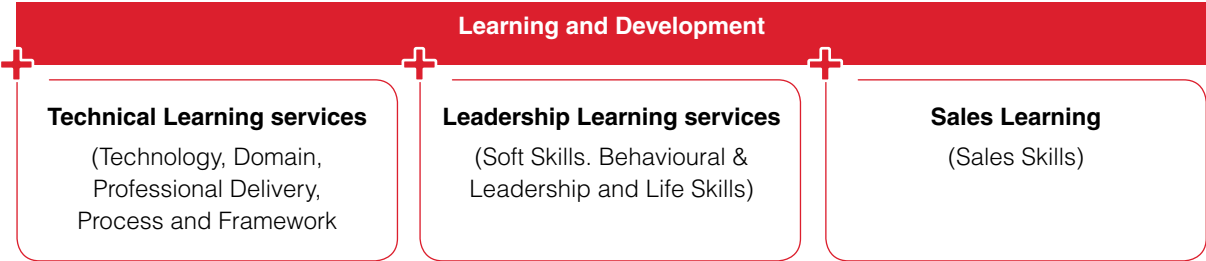 Learning and Development
Technical Learning services
(Technology, Domain,
Professional Delivery,
Process and Framework
Leadership Learning services
(Soft Skills. Behavioural &
Leadership and Life Skills)
Sales Learning
(Sales Skills)